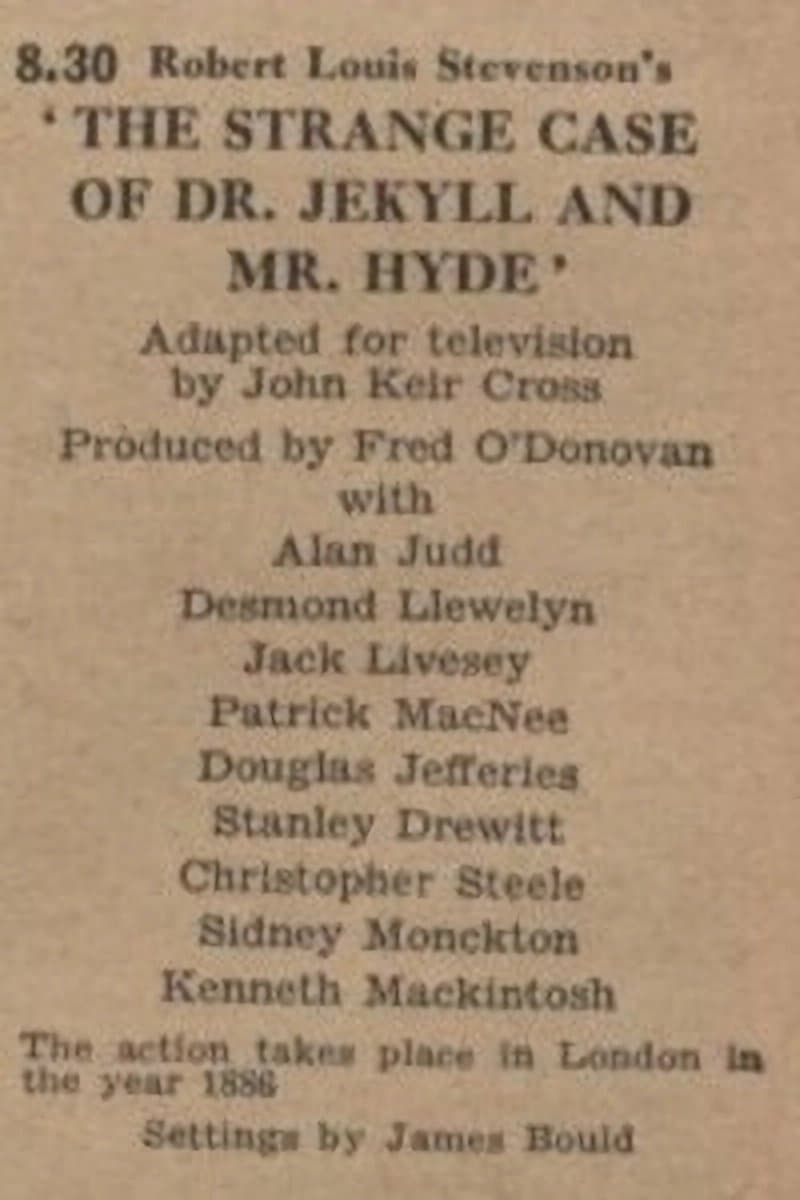 8.30 Robert Louis Stevenson's
‘THE STRANGE CASE
OF DR. JEKYLL AND
MR. HYDE’
Adapted for television
by John Keir Cross
Produced by Fred O'Donovan
with
Alan Judd
Desmond Llewelyn
Jack Livesey
Patrick MacNee
Douglas Jefferies
Stanley Drewitt
Christopher Steele
Sidney Monckton
Kenneth Mackintosh
The action takes place in London in
the year 1886
Settings by James Bould